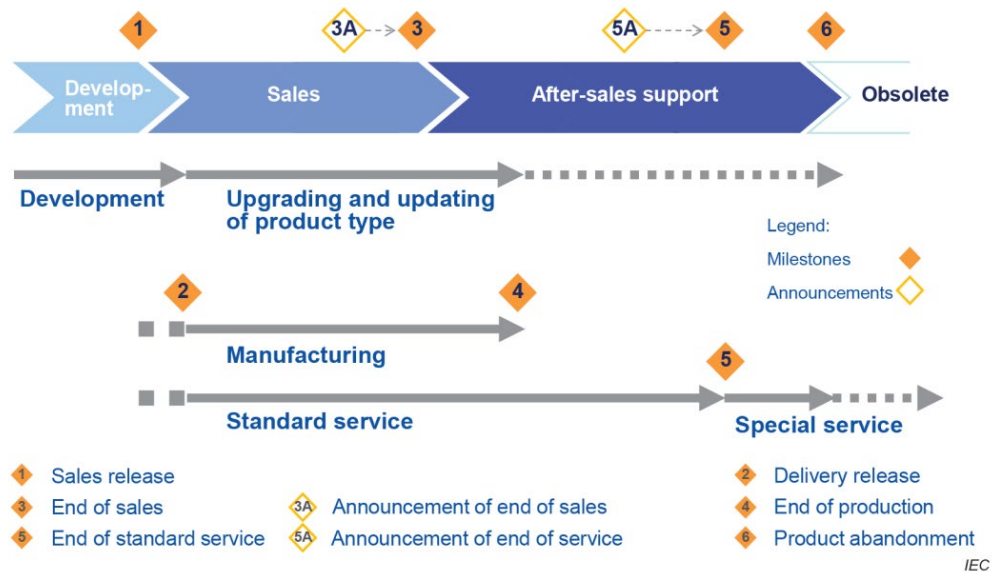 1
3A
3
5A
5
6
Develop-
ment
Sales
After-sales support
Obsolete
Development
Upgrading and updating
of product type
Legend:
Milestones
Announcements
2
4
Manufacturing
5
Standard service
Special service
1 Sales release
3 End of sales
5 End of standard service
3A Announcement of end of sales
5A Announcement of end of service
2 Delivery release
4 End of production
6 Product abandonment
IEC